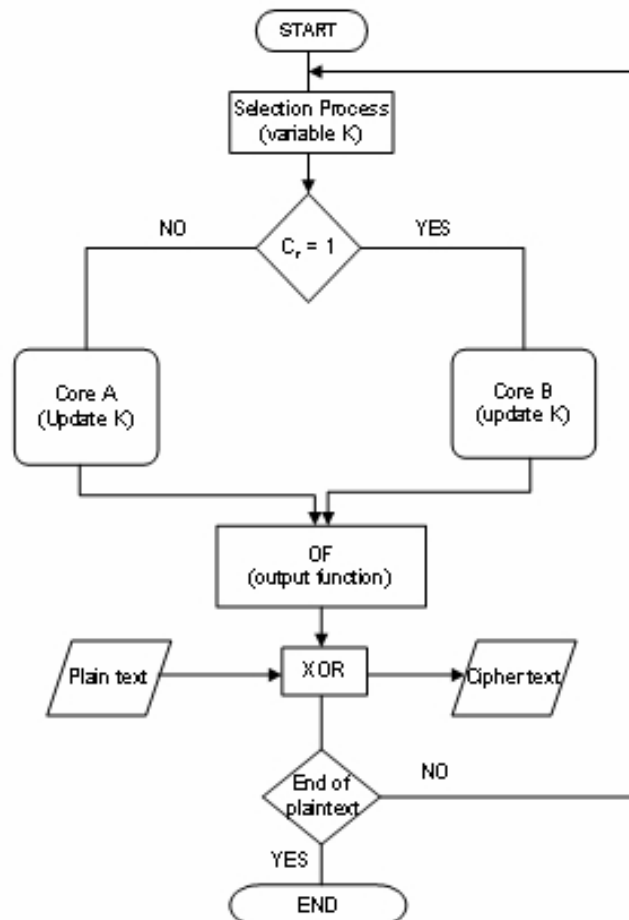 START
Selection Process
(variable K)
NO
YES
Cᵣ = 1
Core A
(Update K)
Core B
(update K)
OF
(output function)
Plain text
XOR
Cipher text
End of
plaintext
NO
YES
END